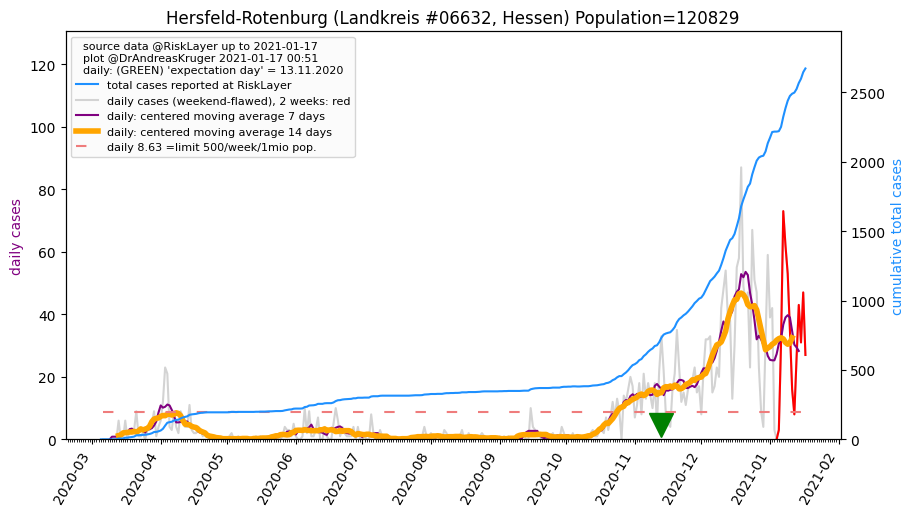 Hersfeld-Rotenburg (Landkreis #06632, Hessen) Population=120829
source data @RiskLayer up to 2021-01-17
plot @DrAndreasKruger 2021-01-17 00:51
daily: (GREEN) 'expectation day' = 13.11.2020
total cases reported at RiskLayer
daily cases (weekend-flawed), 2 weeks: red
daily: centered moving average 7 days
daily: centered moving average 14 days
daily 8.63 =limit 500/week/1mio pop.
daily cases
120
100
80
60
40
20
0
cumulative total cases
2500
2000
1500
1000
500
0
2020-03
2020-04
2020-05
2020-06
2020-07
2020-08
2020-09
2020-10
2020-11
2020-12
2021-01
2021-02